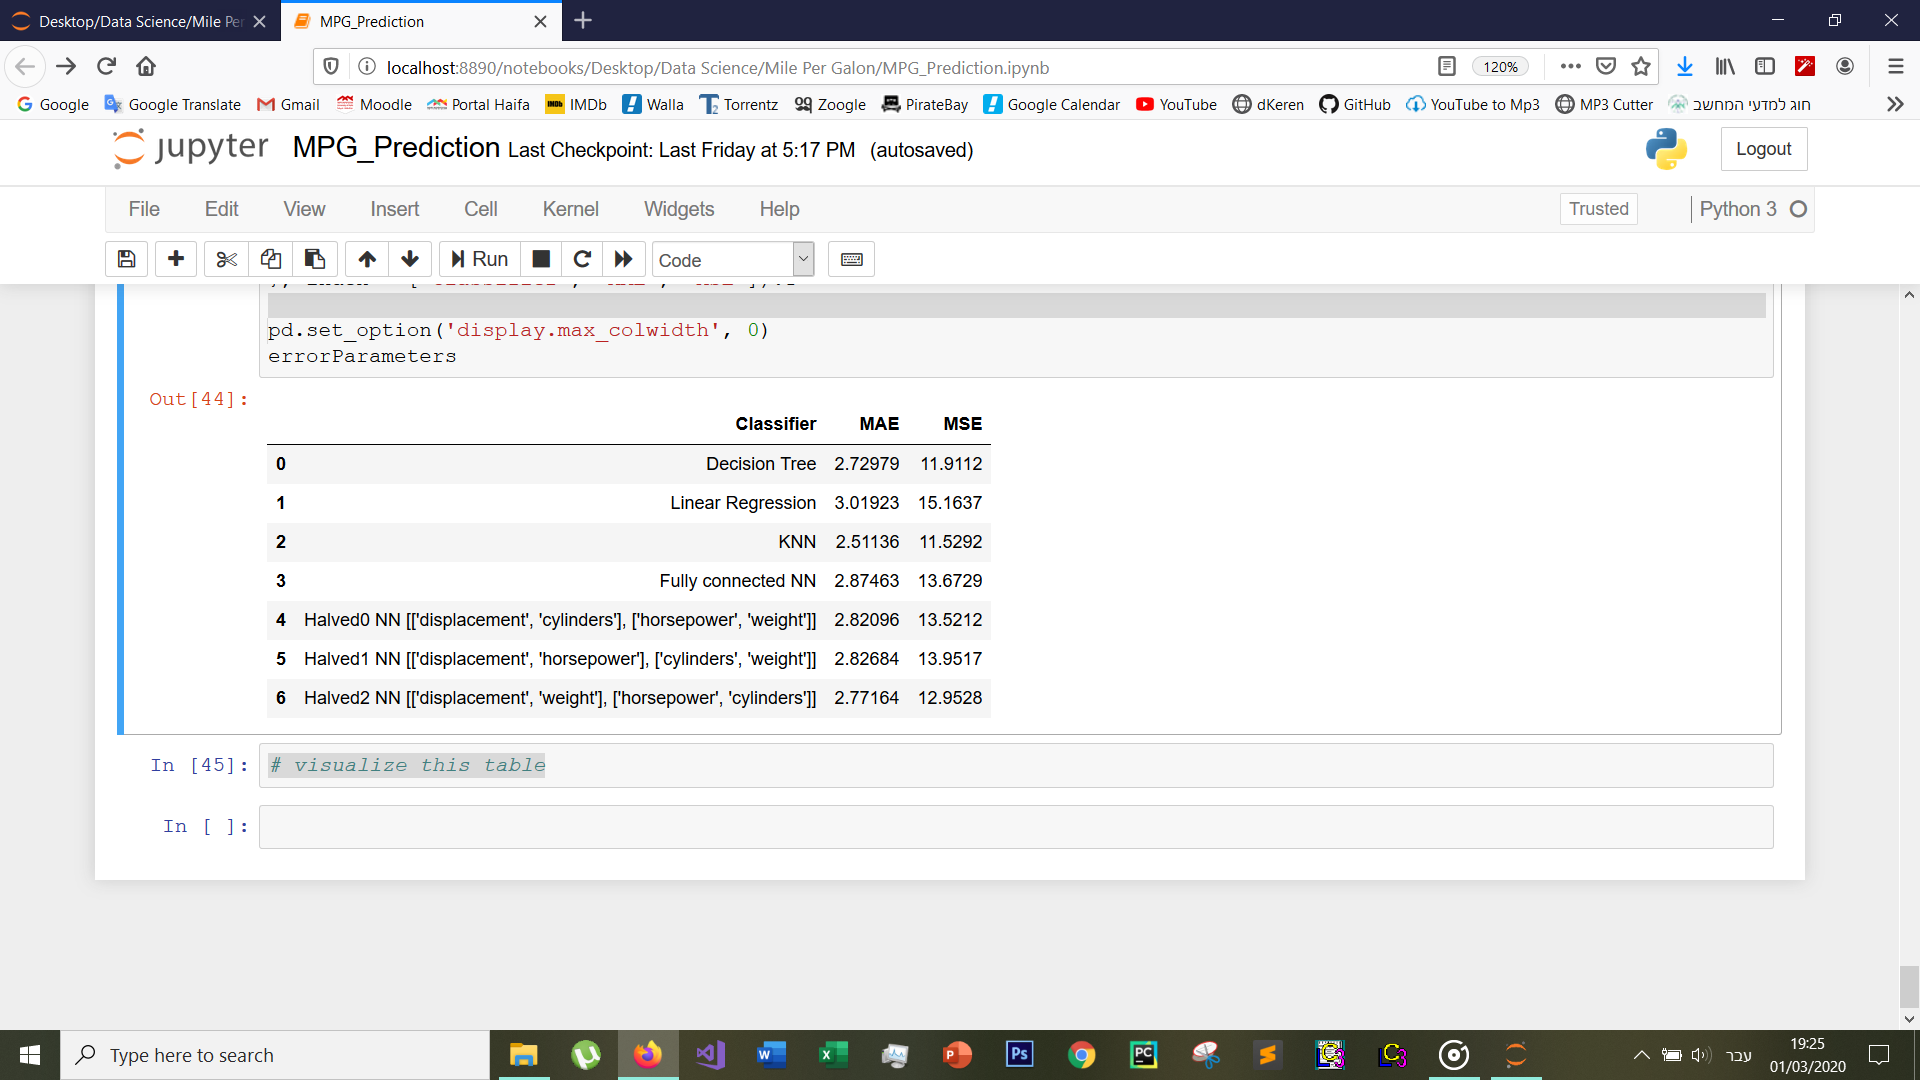 Desktop/Data Science/Mile Per
MPG_Prediction
localhost:8890/notebooks/Desktop/Data Science/Mile Per Galon/MPG_Prediction.ipynb
120%
Google
Google Translate
Gmail
Moodle
Portal Haifa
IMDb
Walla
Torrentz
Zoogle
PirateBay
Google Calendar
YouTube
dKeren
GitHub
YouTube to Mp3
MP3 Cutter
חוג למדעי המחשב
jupyter MPG_Prediction Last Checkpoint: Last Friday at 5:17 PM (autosaved)
Logout
File Edit View Insert Cell Kernel Widgets Help
Trusted
Python 3
Run
Code
pd.set_option('display.max_colwidth', 0)
errorParameters
Out[44]:
Classifier MAE MSE
0 Decision Tree 2.72979 11.9112
1 Linear Regression 3.01923 15.1637
2 KNN 2.51136 11.5292
3 Fully connected NN 2.87463 13.6729
4 Halved0 NN [['displacement', 'cylinders'], ['horsepower', 'weight']] 2.82096 13.5212
5 Halved1 NN [['displacement', 'horsepower'], ['cylinders', 'weight']] 2.82684 13.9517
6 Halved2 NN [['displacement', 'weight'], ['horsepower', 'cylinders']] 2.77164 12.9528
In [45]: # visualize this table
In [ ]:
Type here to search
עבר
19:25
01/03/2020